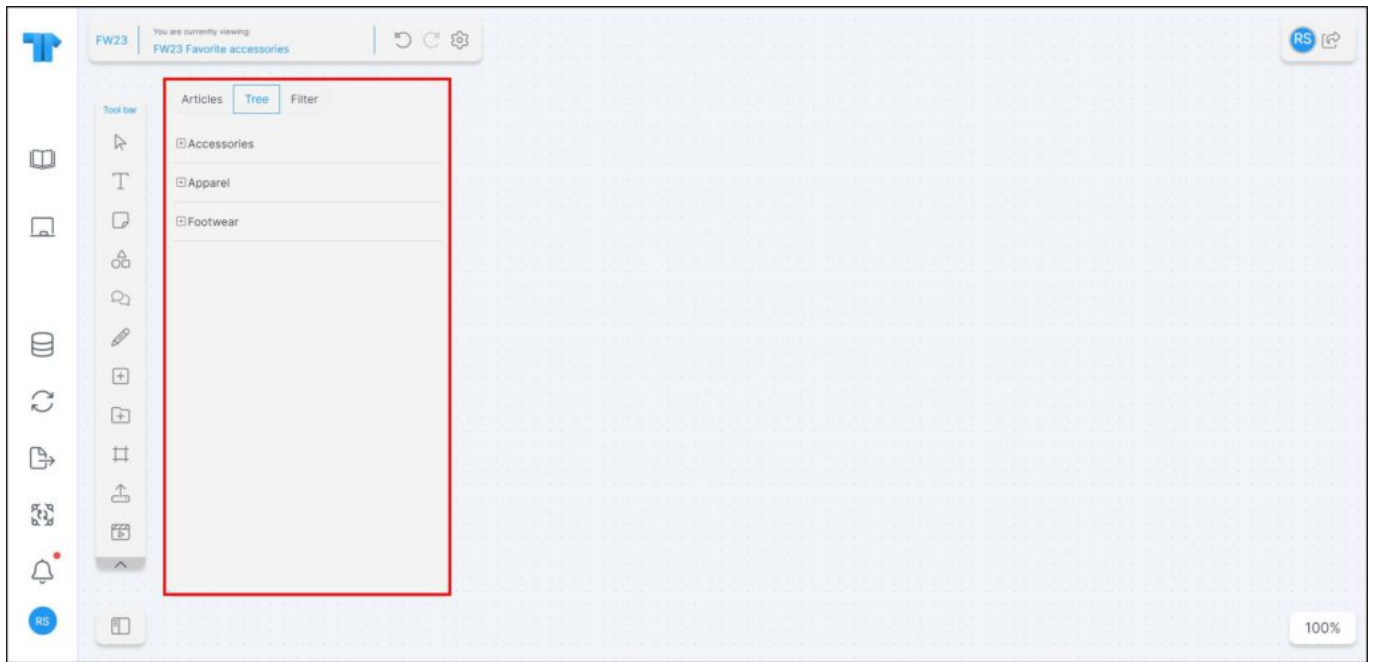 FW23
You are currently viewing:
FW23 Favorite accessories
RS
Tool bar
Articles Tree Filter
Accessories
Apparel
Footwear
RS
100%